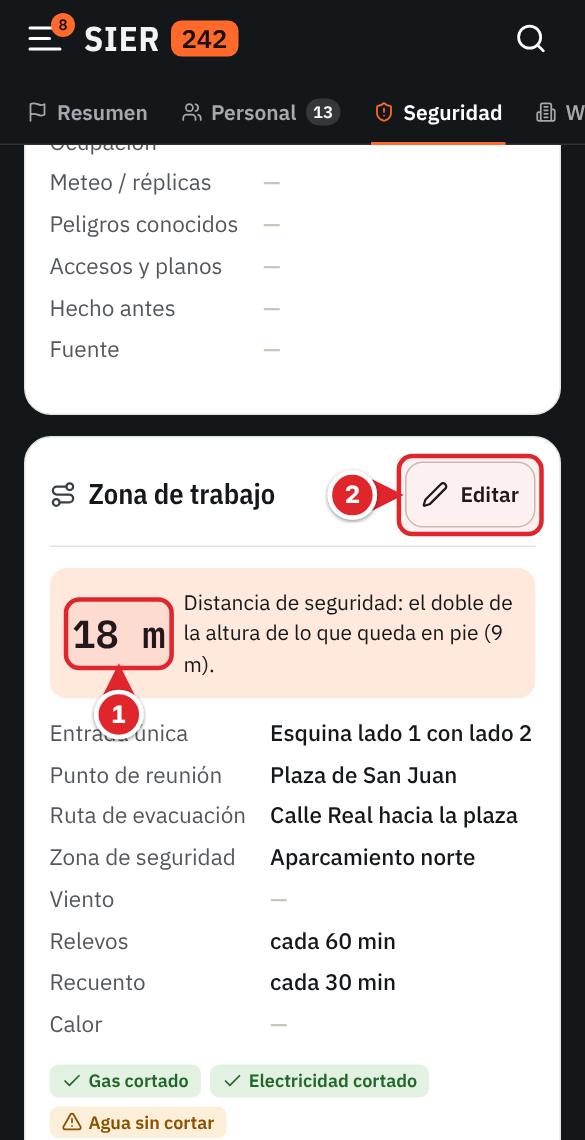 8
SIER 242
Resumen Personal 13 Seguridad W
Ocupación
Meteo / réplicas —
Peligros conocidos —
Accesos y planos —
Hecho antes —
Fuente —
Zona de trabajo 2 Editar
18 m
Distancia de seguridad: el doble de
la altura de lo que queda en pie (9
m).
1
Entrada única Esquina lado 1 con lado 2
Punto de reunión Plaza de San Juan
Ruta de evacuación Calle Real hacia la plaza
Zona de seguridad Aparcamiento norte
Viento —
Relevos cada 60 min
Recuento cada 30 min
Calor —
Gas cortado Electricidad cortado
Agua sin cortar